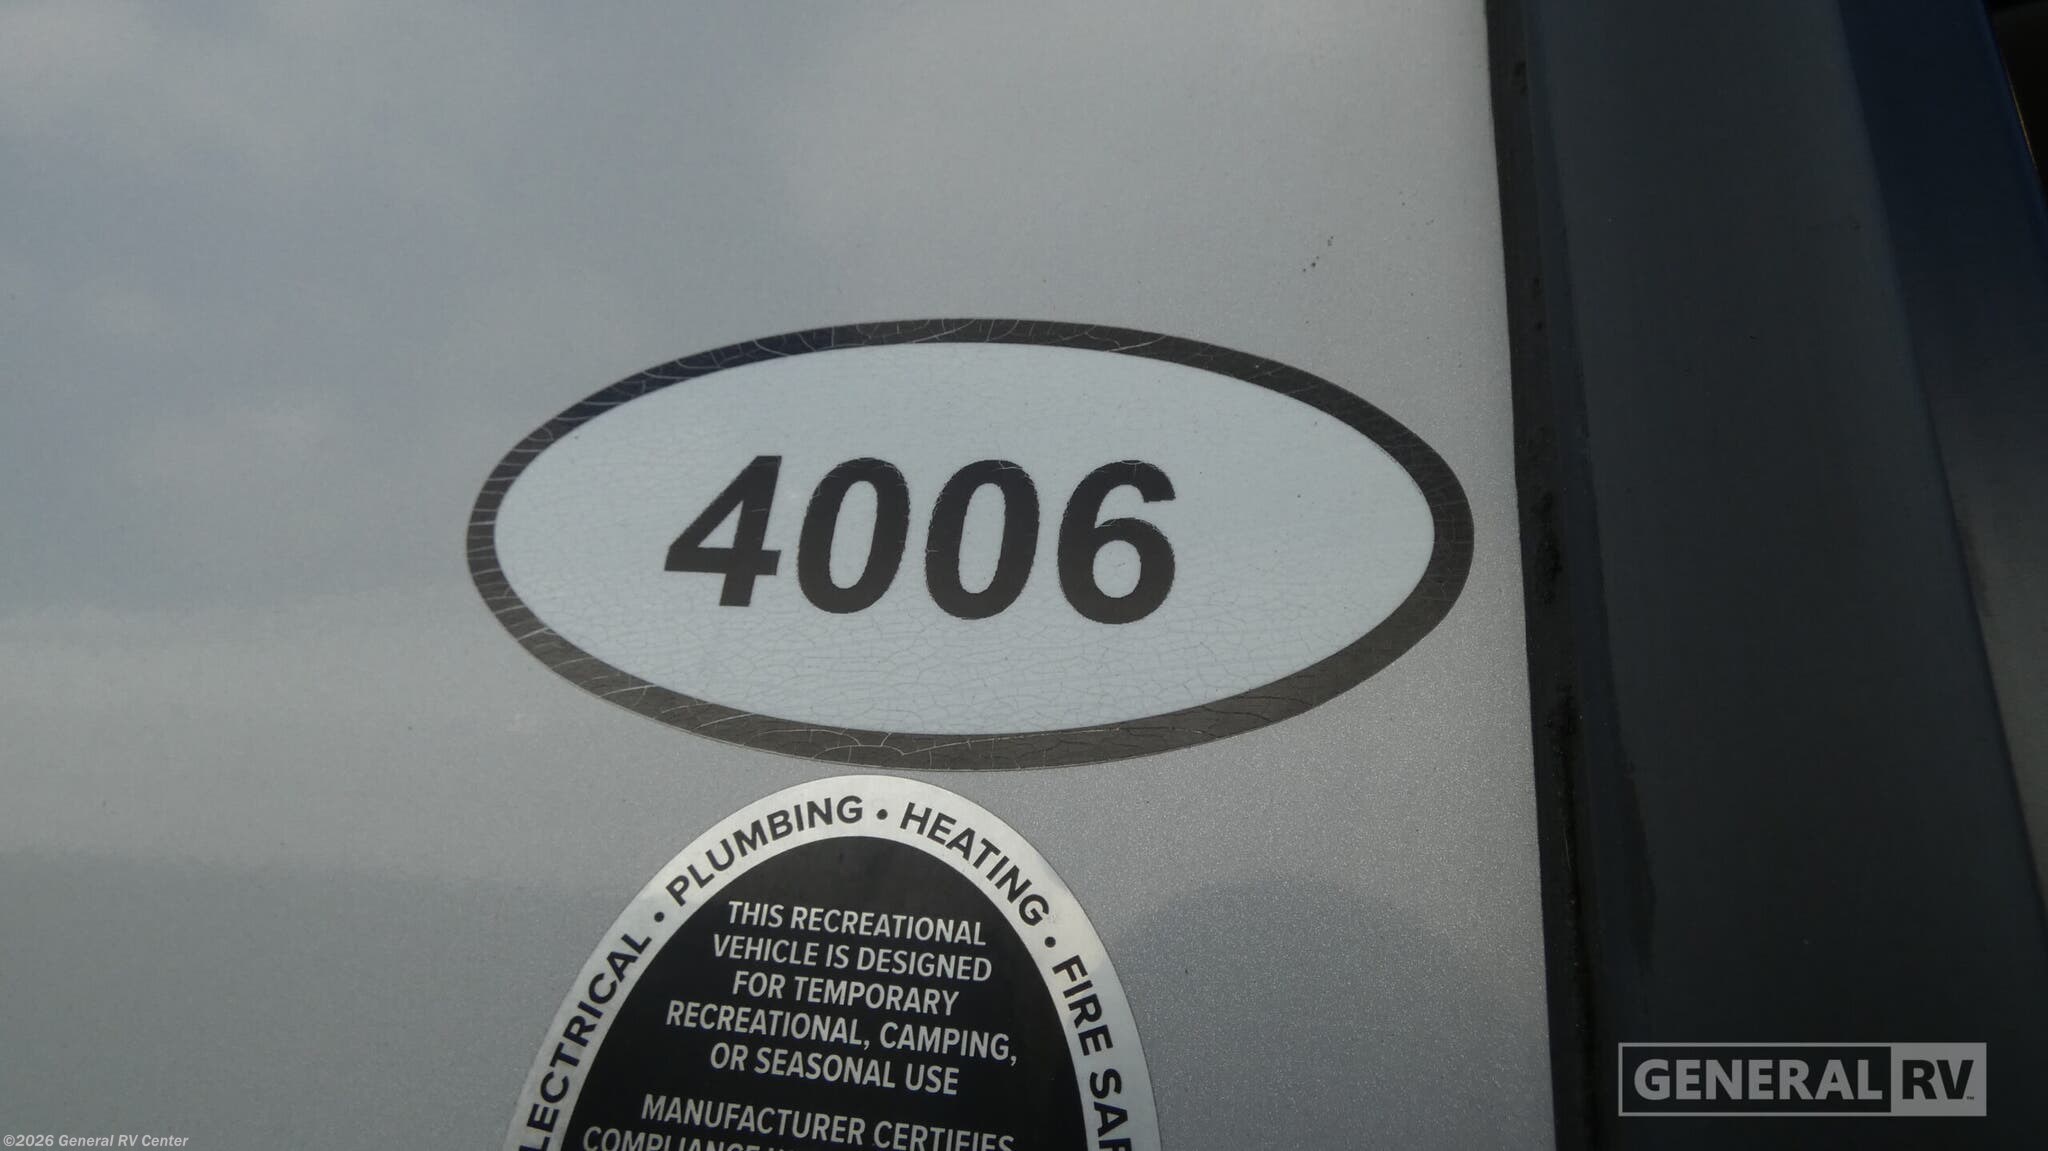 4006
ELECTRICAL • PLUMBING • HEATING • FIRE
THIS RECREATIONAL
VEHICLE IS DESIGNED
FOR TEMPORARY
RECREATIONAL, CAMPING,
OR SEASONAL USE
MANUFACTURER CERTIFIES
COMPLIANCE
GENERAL RV
©2026 General RV Center